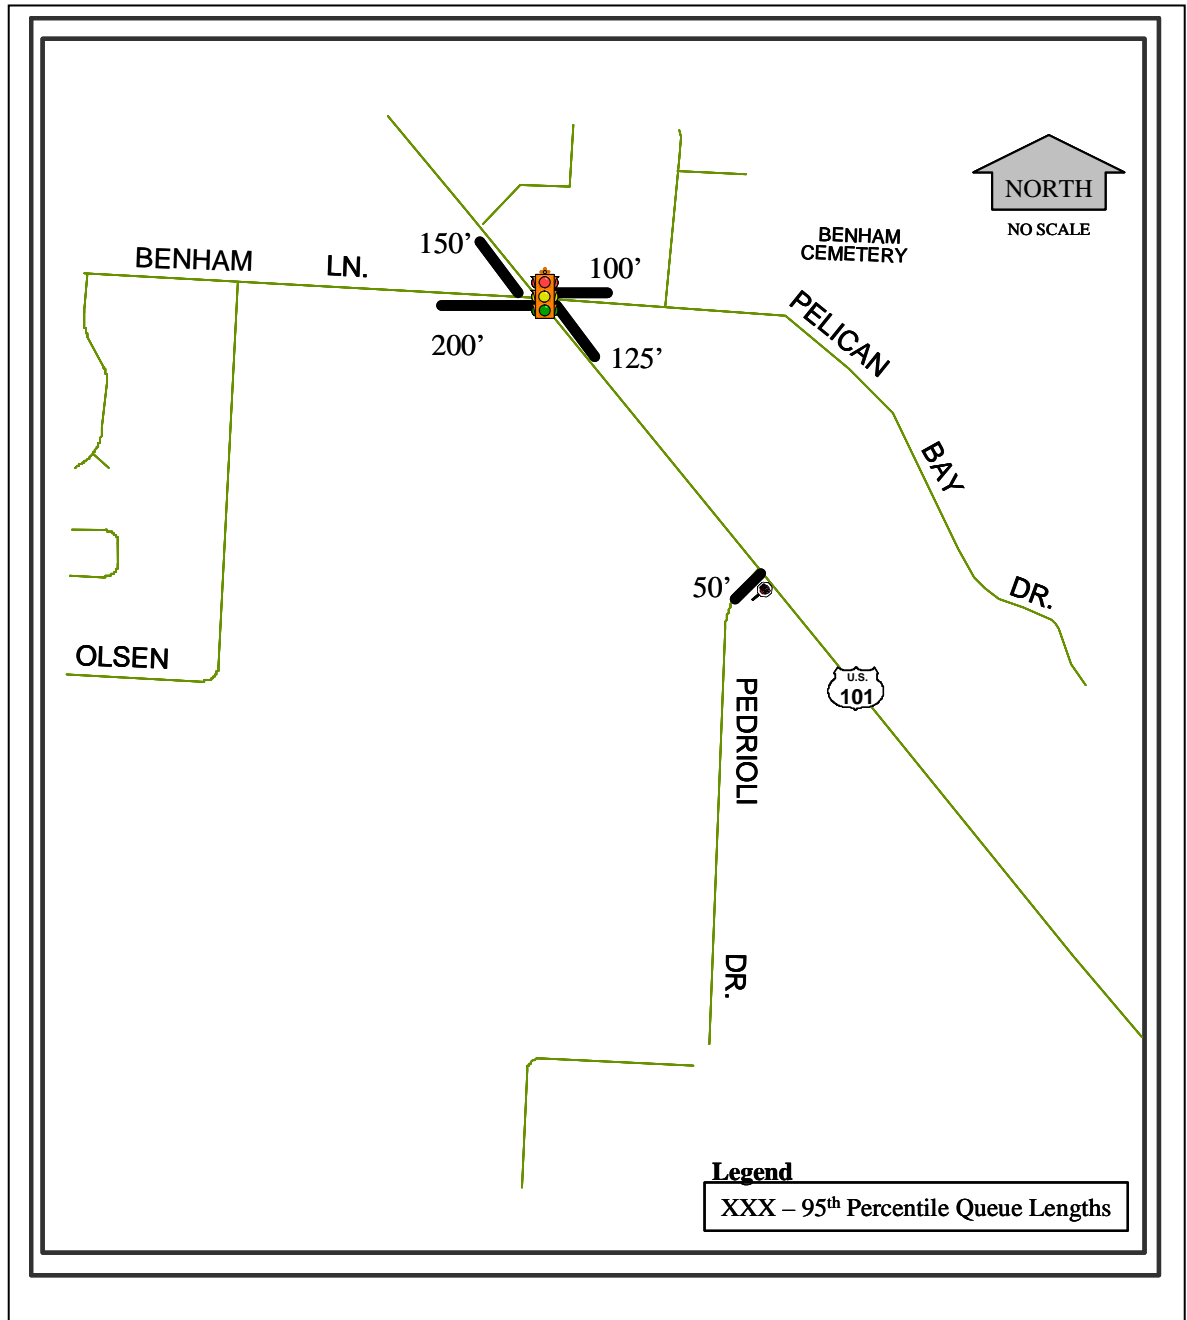 NORTH
NO SCALE
BENHAM
CEMETERY
150’
100’
BENHAM LN.
200’
125’
PELICAN BAY DR.
50’
OLSEN
U.S.
101
PEDRIOLI DR.
Legend
XXX – 95th Percentile Queue Lengths